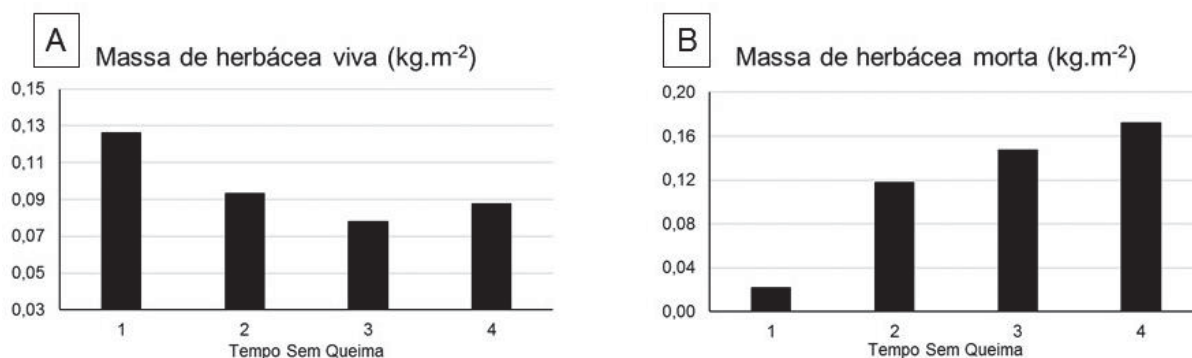 A
Massa de herbácea viva (kg.m-2)
0,15
0,13
0,11
0,09
0,07
0,05
0,03
1 2 3 4
Tempo Sem Queima
B
Massa de herbácea morta (kg.m-2)
0,20
0,16
0,12
0,08
0,04
0,00
1 2 3 4
Tempo Sem Queima